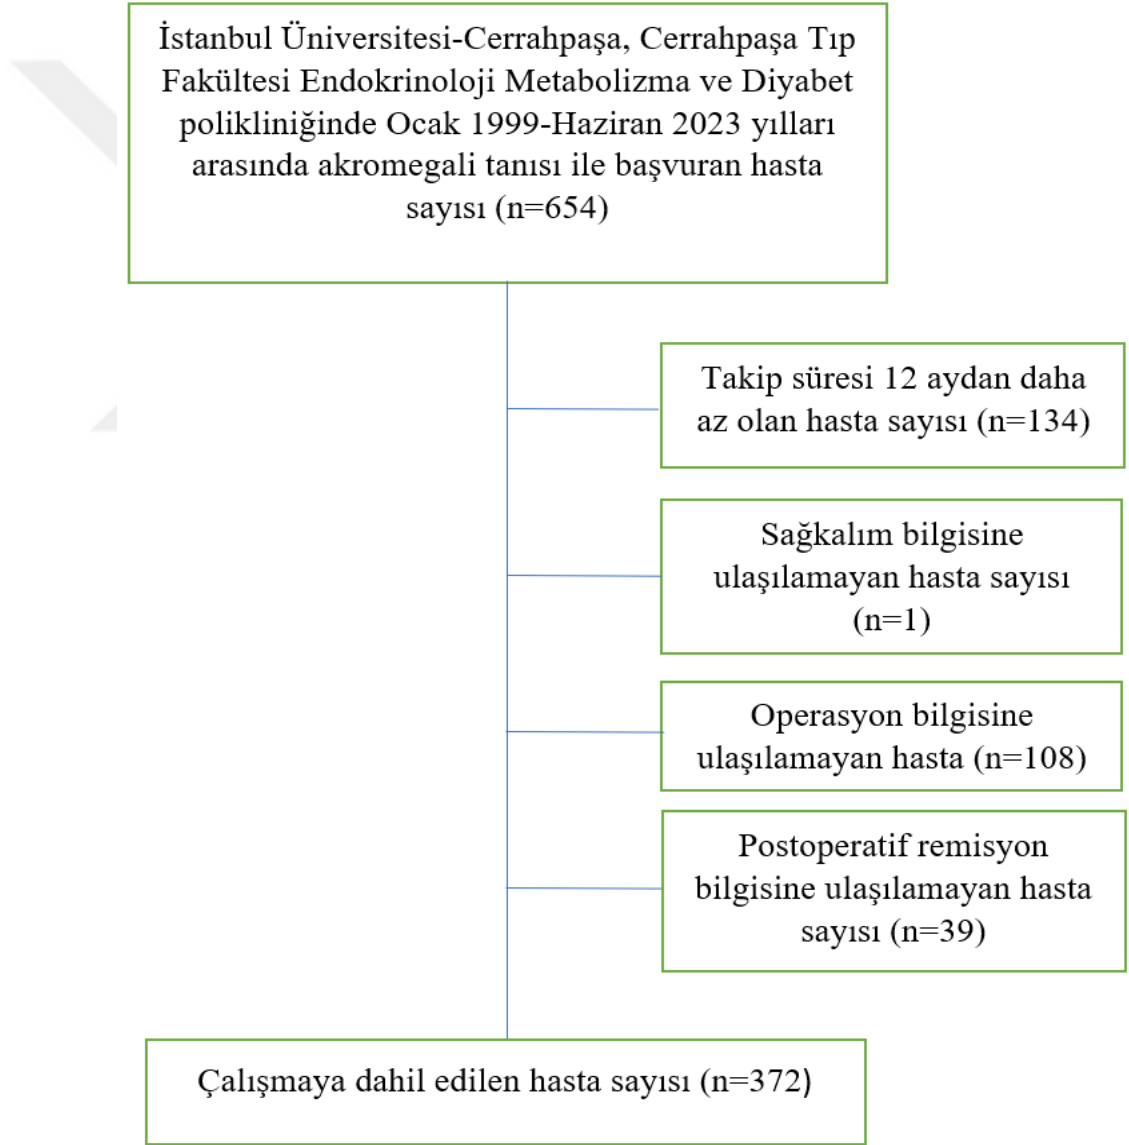 İstanbul Üniversitesi-Cerrahpaşa, Cerrahpaşa Tıp
Fakültesi Endokrinoloji Metabolizma ve Diyabet
polikliniğinde Ocak 1999-Haziran 2023 yılları
arasında akromegali tanısı ile başvuran hasta
sayısı (n=654)
Takip süresi 12 aydan daha
az olan hasta sayısı (n=134)
Sağkalım bilgisine
ulaşılamayan hasta sayısı
(n=1)
Operasyon bilgisine
ulaşılamayan hasta (n=108)
Postoperatif remisyon
bilgisine ulaşılamayan hasta
sayısı (n=39)
Çalışmaya dahil edilen hasta sayısı (n=372)